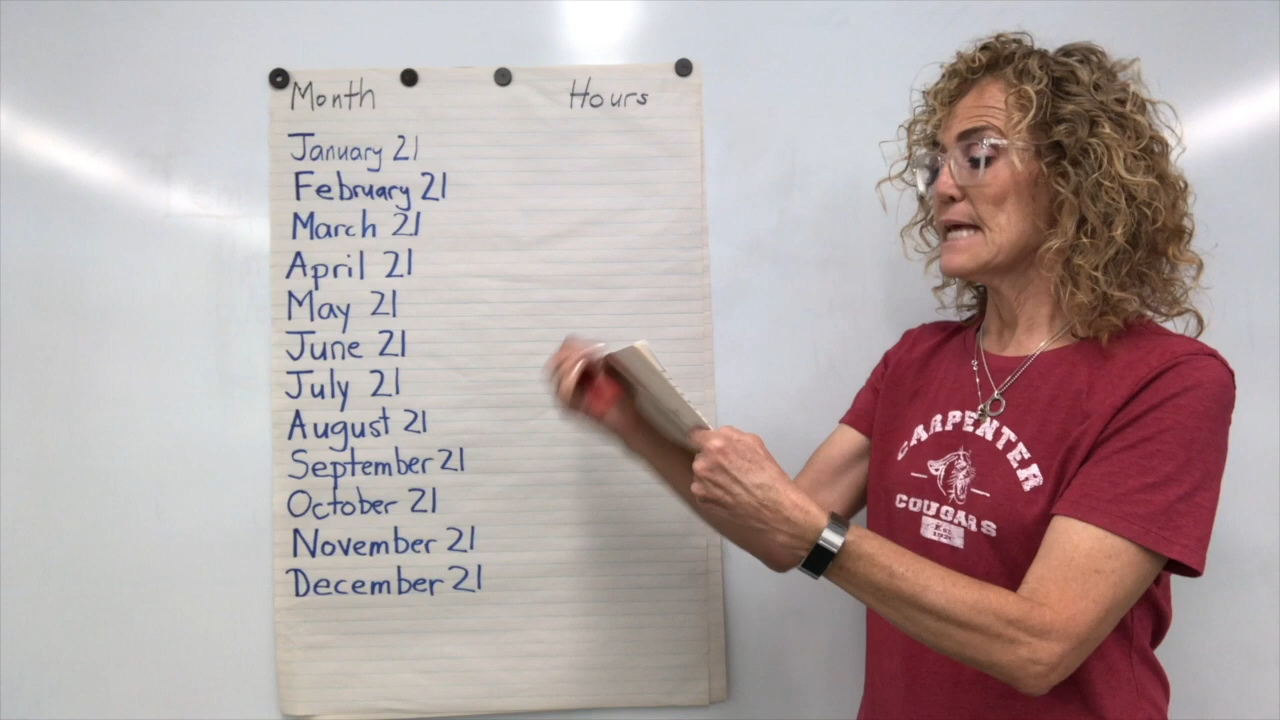 Month Hours
January 21
February 21
March 21
April 21
May 21
June 21
July 21
August 21
September 21
October 21
November 21
December 21
CARPENTER
COUGARS